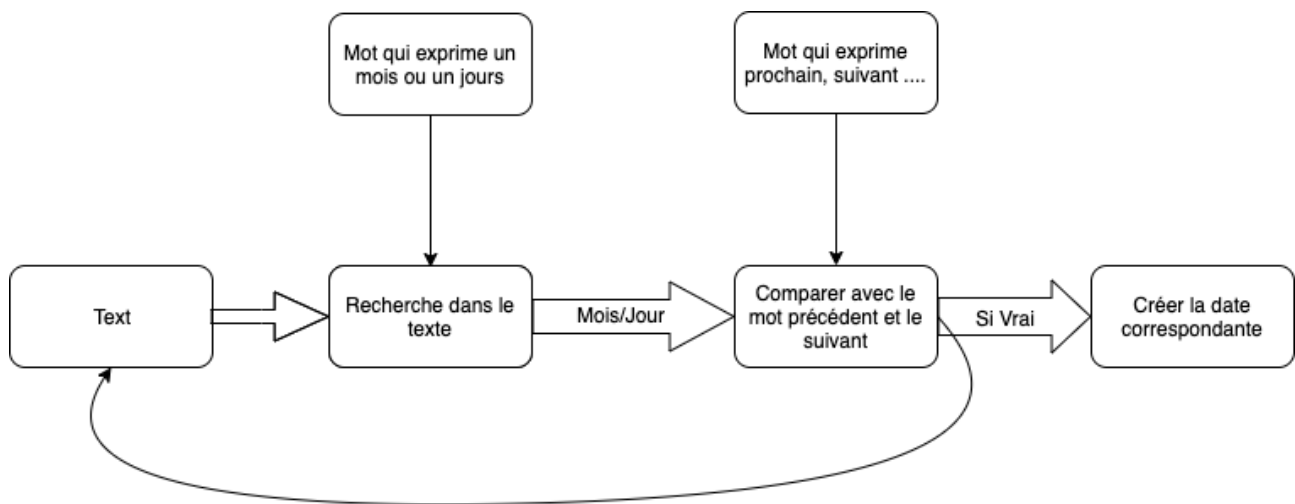 Mot qui exprime un
mois ou un jours
Mot qui exprime
prochain, suivant ....
Text
Recherche dans le
texte
Mois/Jour
Comparer avec le
mot précédent et le
suivant
Si Vrai
Créer la date
correspondante